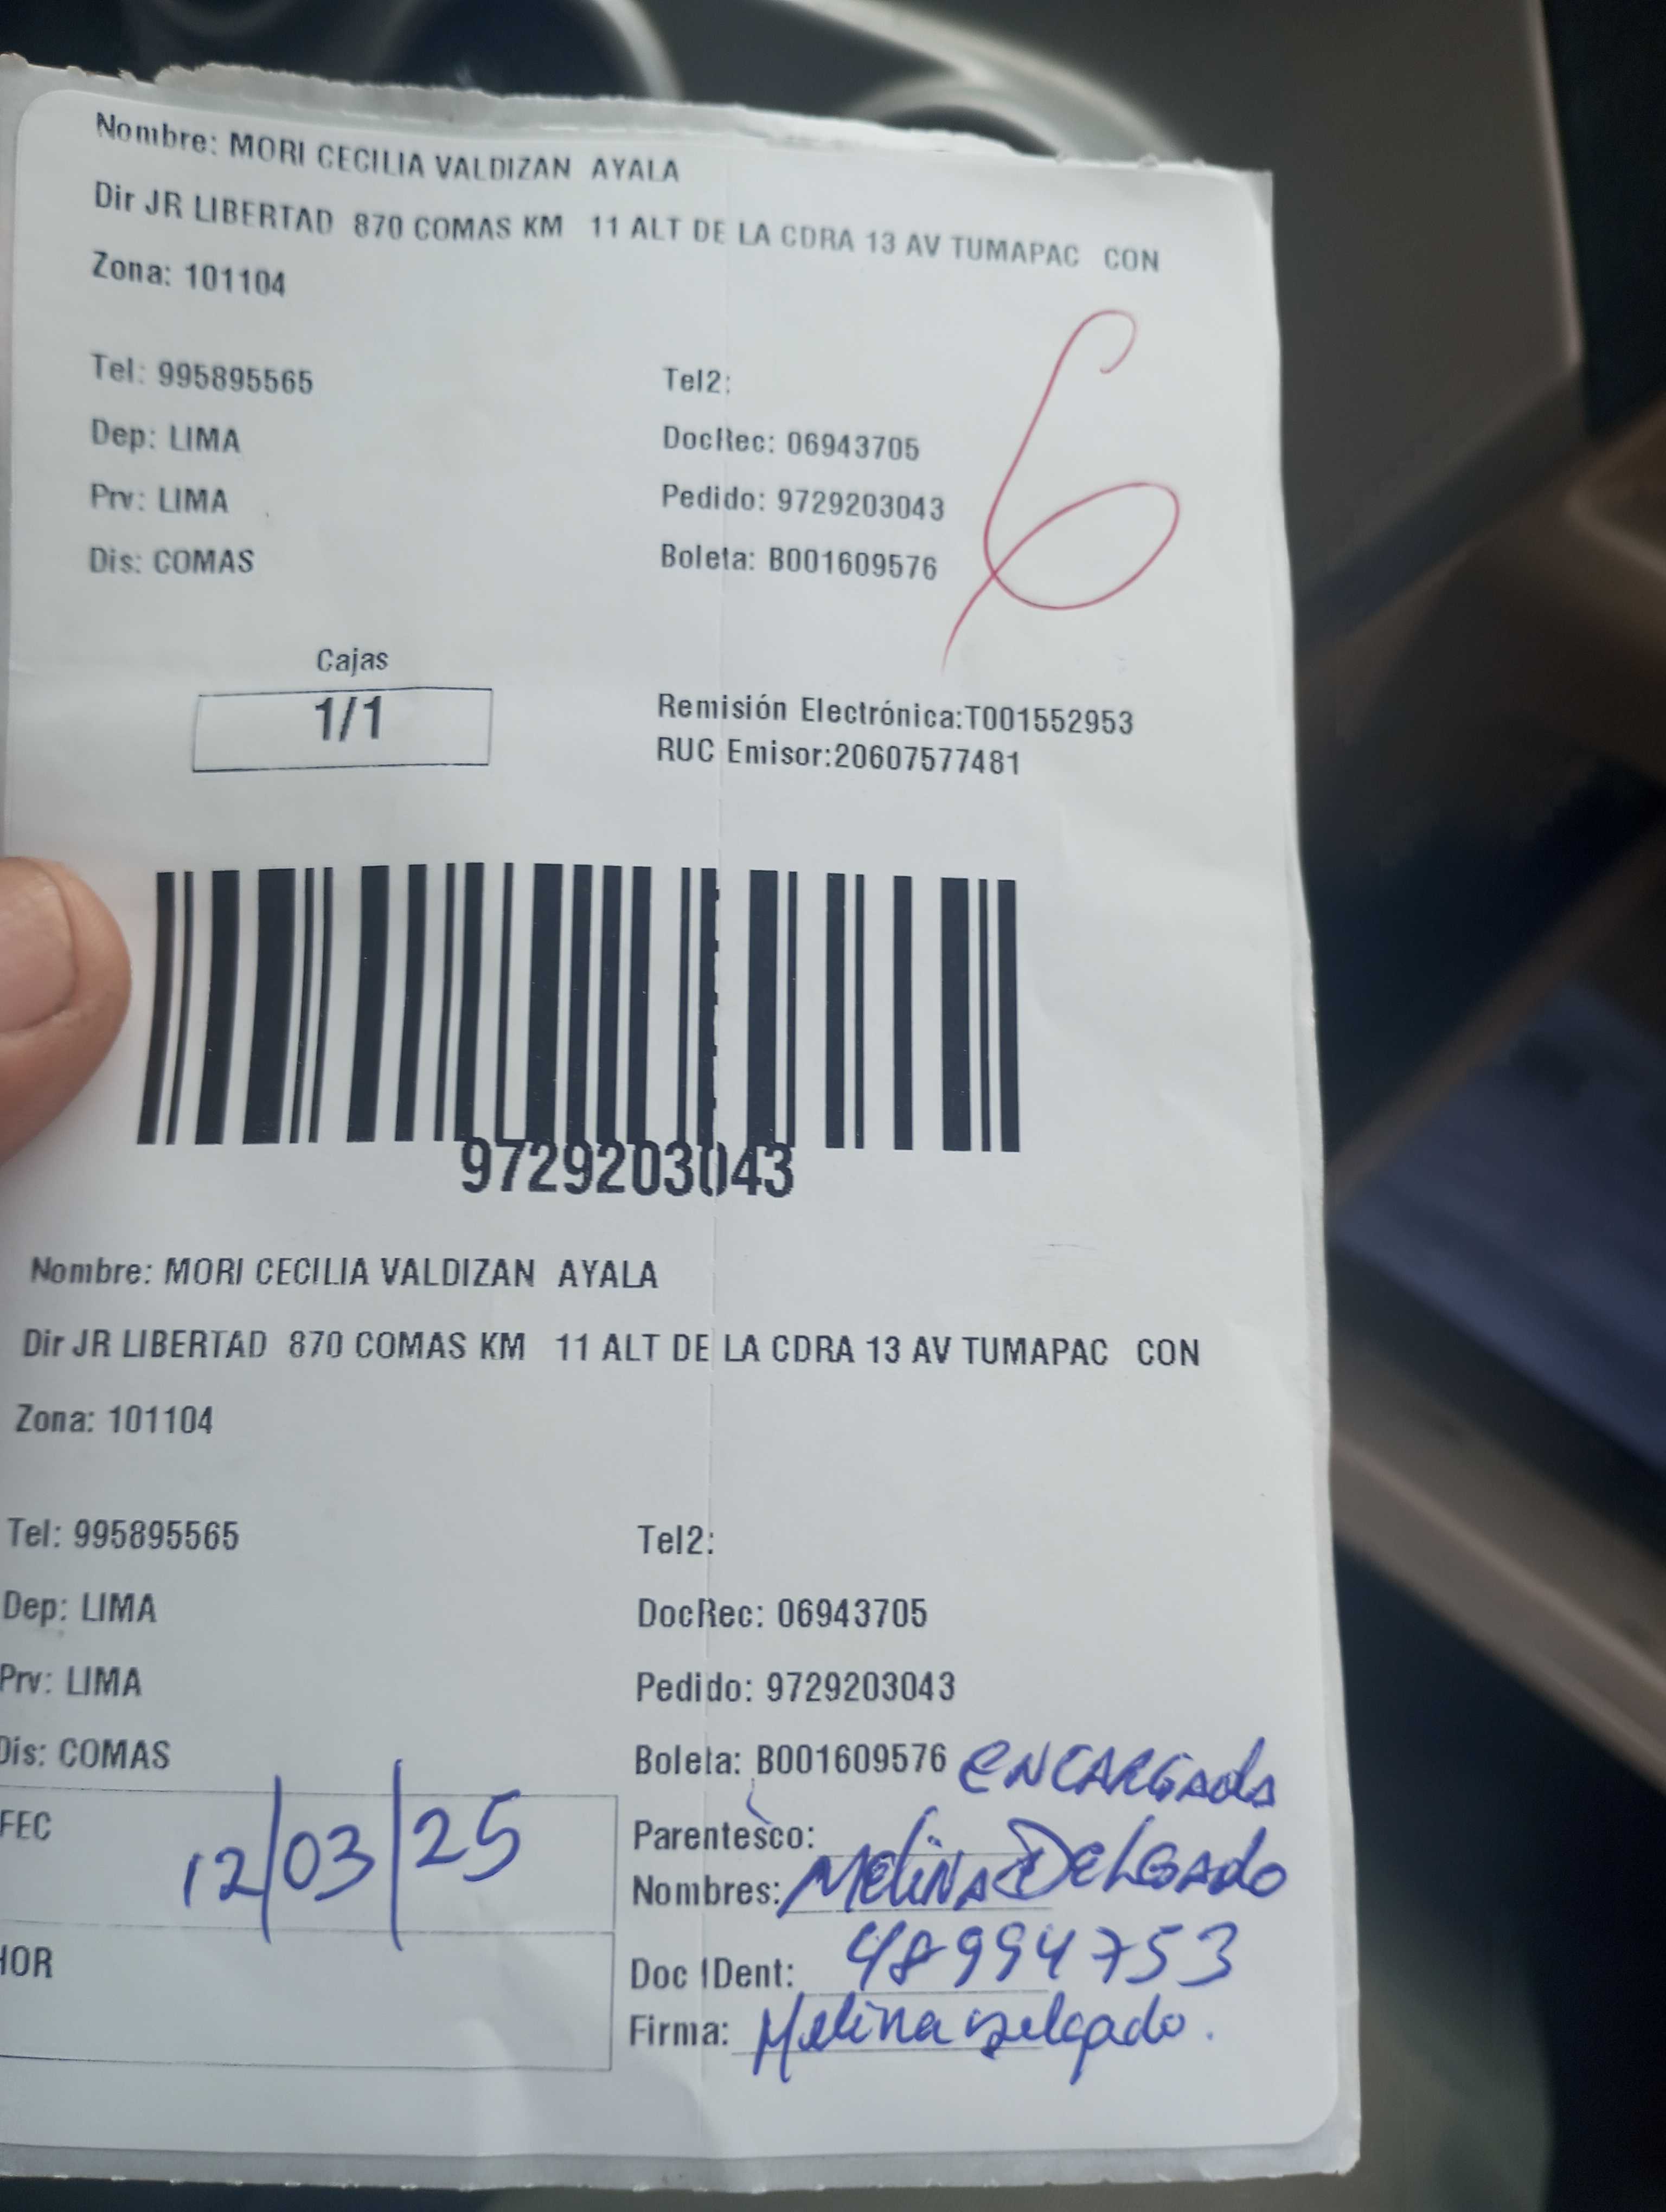 Nombre: MORI CECILIA VALDIZAN AYALA
Dir JR LIBERTAD 870 COMAS KM 11 ALT DE LA CDRA 13 AV TUMAPAC CON
Zona: 101104
Tel: 995895565 Tel2:
Dep: LIMA DocRec: 06943705
Prv: LIMA Pedido: 9729203043
Dis: COMAS Boleta: B001609576
6
Cajas
1/1
Remisión Electrónica:T001552953
RUC Emisor:20607577481
9729203043
Nombre: MORI CECILIA VALDIZAN AYALA
Dir JR LIBERTAD 870 COMAS KM 11 ALT DE LA CDRA 13 AV TUMAPAC CON
Zona: 101104
Tel: 995895565 Tel2:
Dep: LIMA DocRec: 06943705
Prv: LIMA Pedido: 9729203043
Dis: COMAS Boleta: B001609576
FEC 12/03/25
Parentesco: ENCARGADA
Nombres: MELINA DELGADO
HOR
Doc IDent: 48994753
Firma: Melina Delgado.